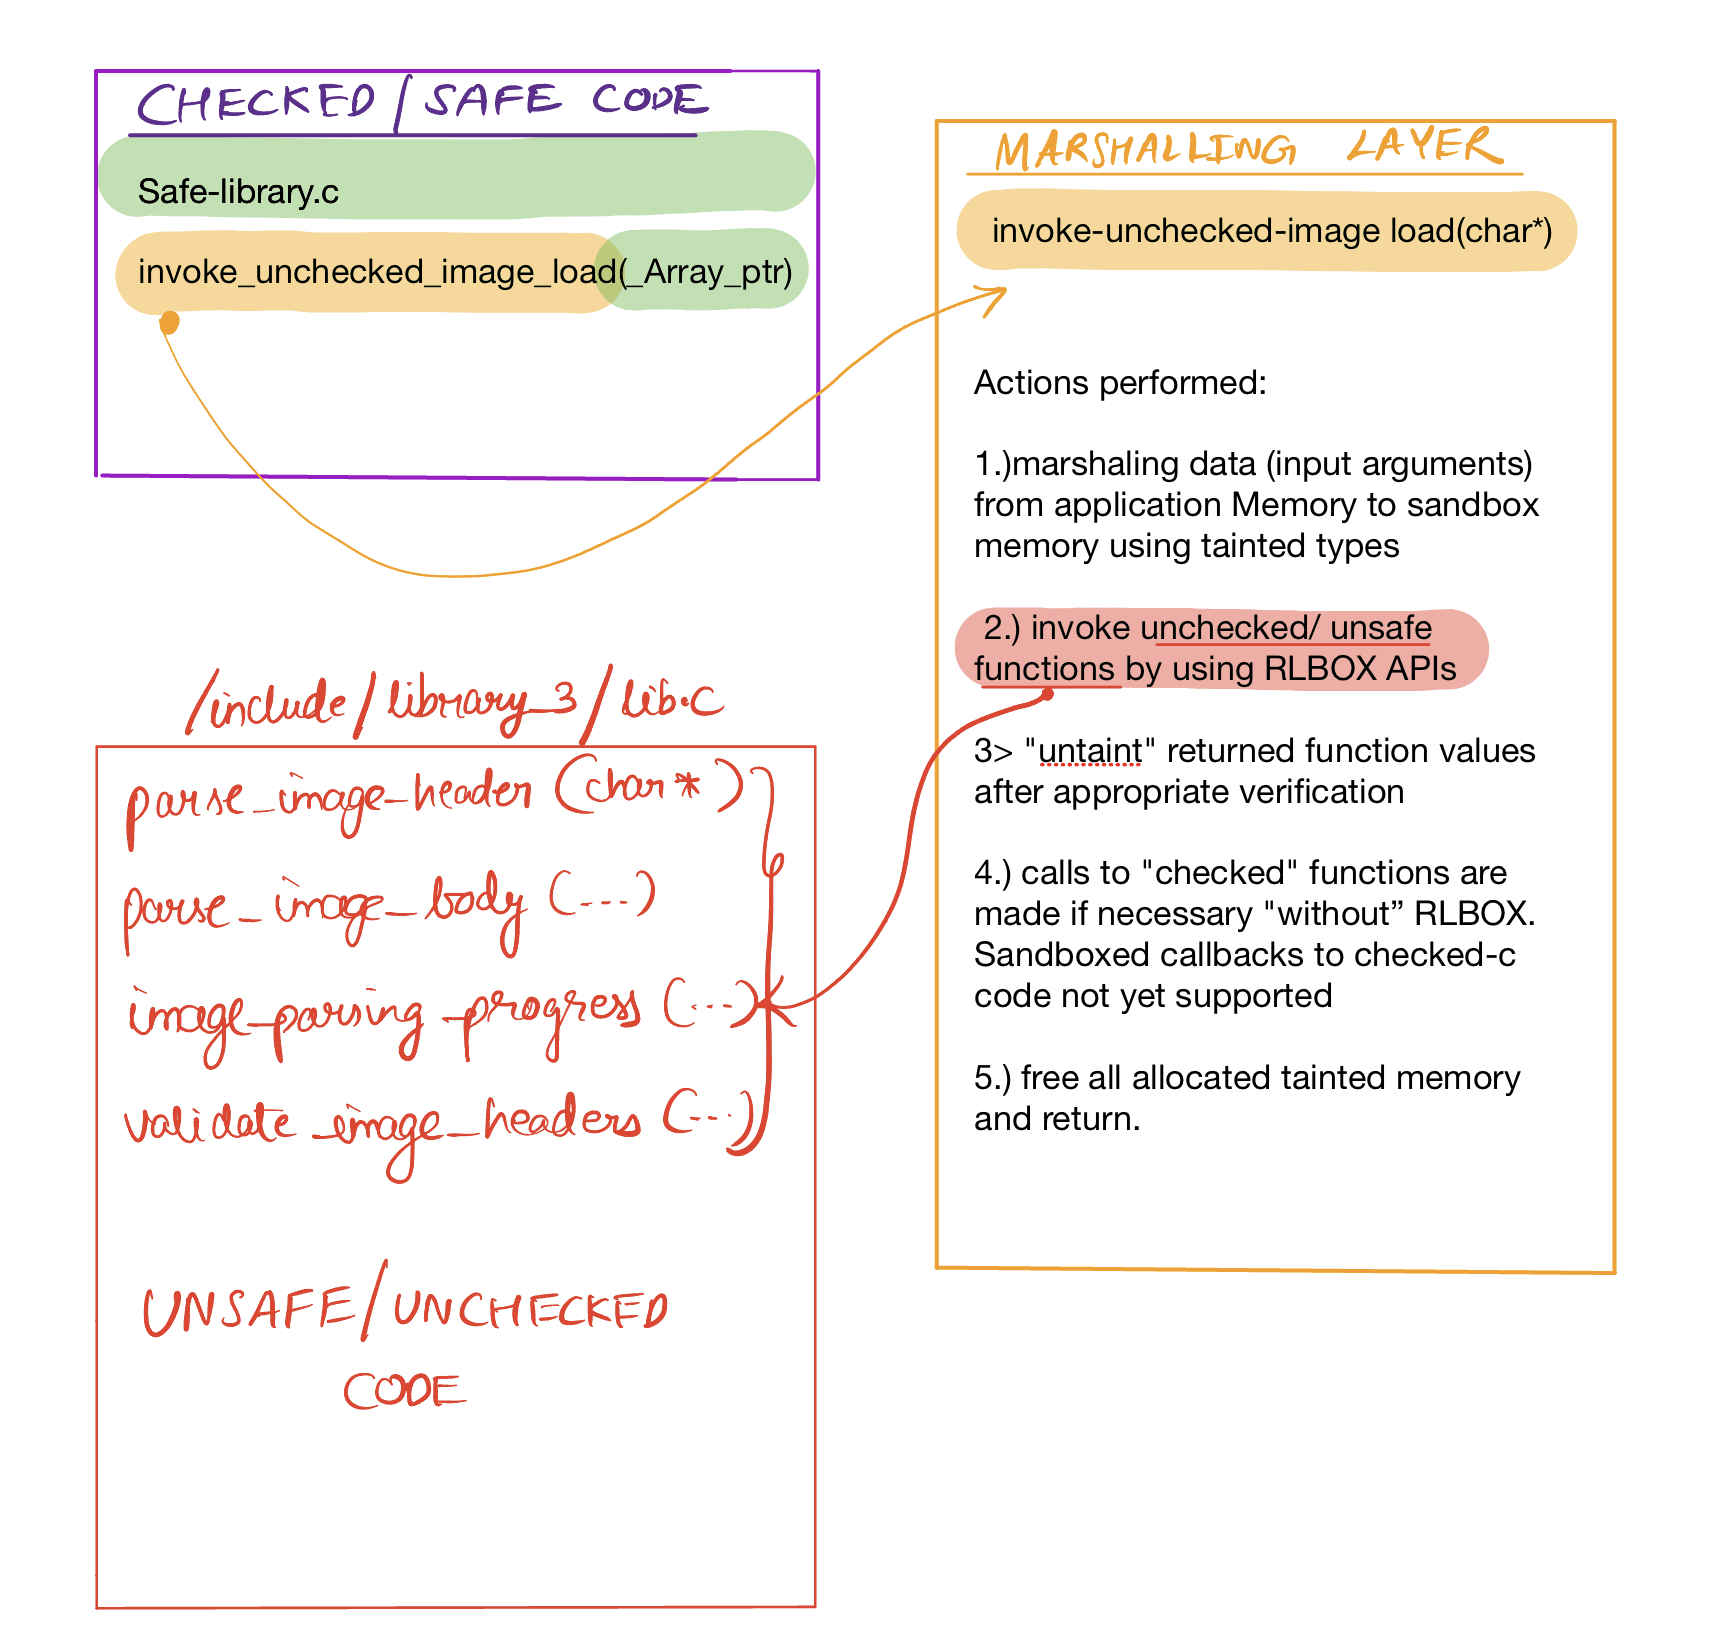 CHECKED/SAFE CODE
Safe-library.c
invoke_unchecked_image_load(_Array_ptr)
MARSHALLING LAYER
invoke-unchecked-image load(char*)
Actions performed:
1.)marshaling data (input arguments)
from application Memory to sandbox
memory using tainted types
2.) invoke unchecked/ unsafe
functions by using RLBOX APIs
3> "untaint" returned function values
after appropriate verification
4.) calls to "checked" functions are
made if necessary "without” RLBOX.
Sandboxed callbacks to checked-c
code not yet supported
5.) free all allocated tainted memory
and return.
/include/library_3/lib.c
parse_image_header (char*)
parse_image_body (....)
image_parsing_progress (...)
validate_image_headers (...)
UNSAFE/UNCHECKED
CODE